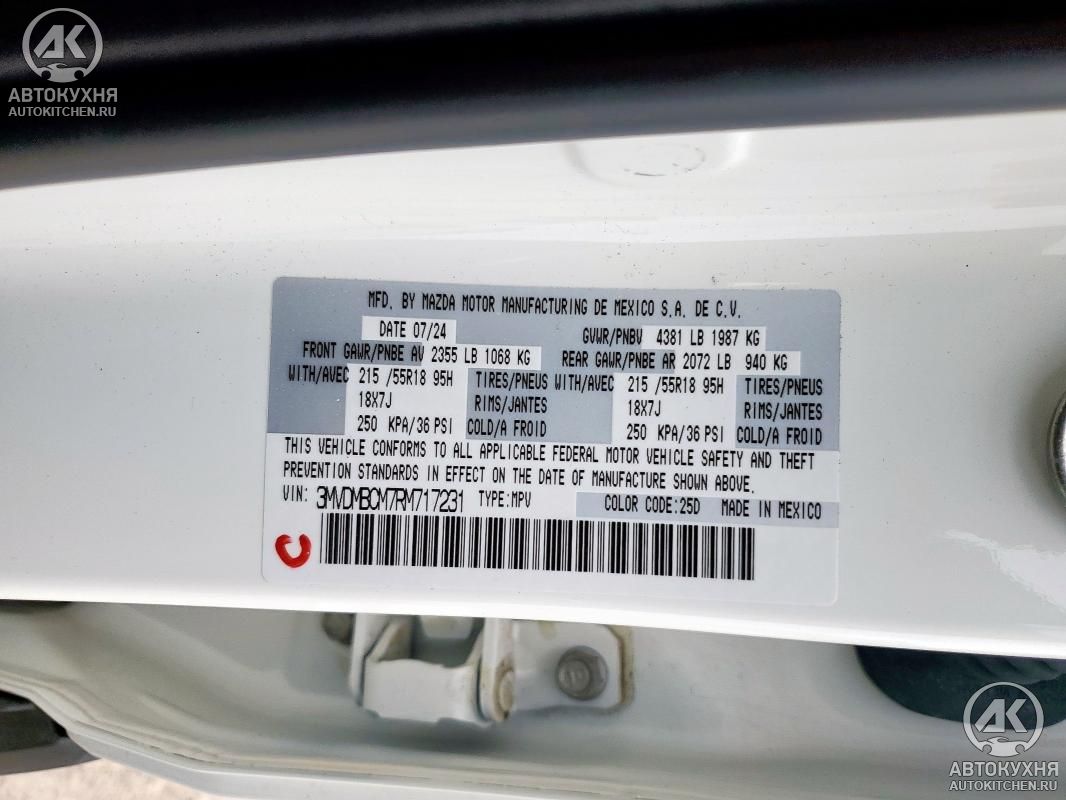 АК
АВТОКУХНЯ
AUTOKITCHEN.RU
MFD. BY MAZDA MOTOR MANUFACTURING DE MEXICO S.A. DE C.V.
DATE 07/24 GVWR/PNBV 4381 LB 1987 KG
FRONT GAWR/PNBE AV 2355 LB 1068 KG REAR GAWR/PNBE AR 2072 LB 940 KG
WITH/AVEC 215 /55R18 95H TIRES/PNEUS WITH/AVEC 215 /55R18 95H TIRES/PNEUS
18X7J RIMS/JANTES 18X7J RIMS/JANTES
250 KPA/36 PSI COLD/A FROID 250 KPA/36 PSI COLD/A FROID
THIS VEHICLE CONFORMS TO ALL APPLICABLE FEDERAL MOTOR VEHICLE SAFETY AND THEFT
PREVENTION STANDARDS IN EFFECT ON THE DATE OF MANUFACTURE SHOWN ABOVE.
VIN: 3MVDMBCM7RM717231 TYPE:MPV COLOR CODE:25D MADE IN MEXICO
C
АК
АВТОКУХНЯ
AUTOKITCHEN.RU